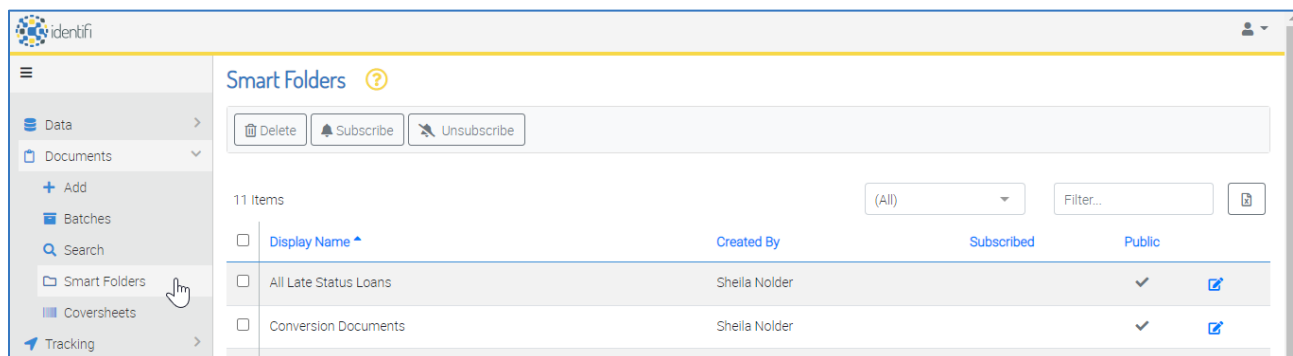 identifi
Smart Folders ?
Data
Delete Subscribe Unsubscribe
Documents
Add
11 Items (All) Filter...
Batches
Search
Display Name Created By Subscribed Public
Smart Folders
All Late Status Loans Sheila Nolder
Coversheets
Conversion Documents Sheila Nolder
Tracking